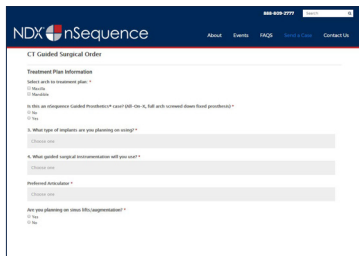 888-609-2777 Search
NDX nSequence
About Events FAQS Send a Case Contact Us
CT Guided Surgical Order
Treatment Plan Information
Select arch to treatment plan: *
Maxilla
Mandible
Is this an nSequence Guided Prosthetics® case? (All-On-X, full arch screwed down fixed prosthesis) *
No
Yes
3. What type of implants are you planning on using? *
Choose one
4. What guided surgical instrumentation will you use? *
Choose one
Preferred Articulator *
Choose one
Are you planning on sinus lifts/augmentation? *
Yes
No